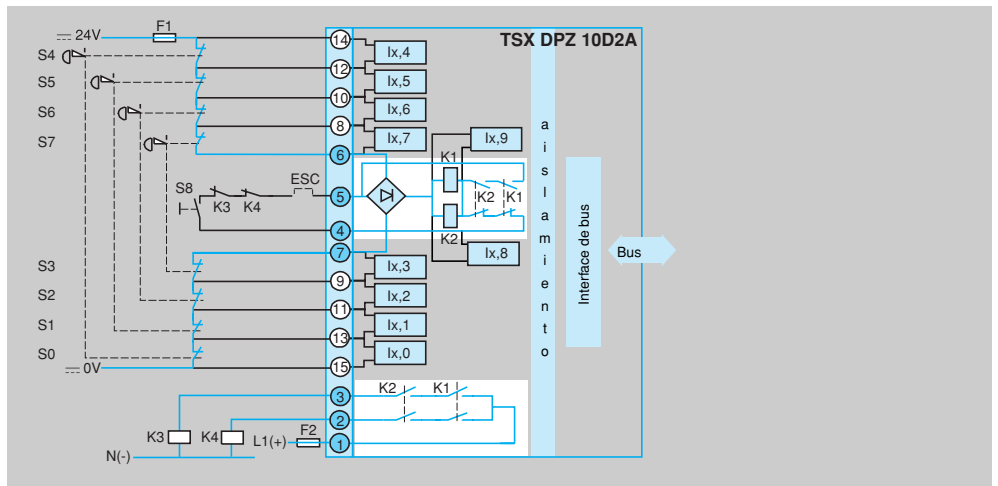 F1
24V
TSX DPZ 10D2A
14
Ix,4
S4
12
Ix,5
S5
10
Ix,6
S6
8
Ix,7
S7
6
Ix,9
K1
ESC
S8
5
K3
K4
K2
K1
4
K2
7
Ix,8
S3
Ix,3
9
S2
Ix,2
11
S1
Ix,1
13
S0
Ix,0
0V
15
K2
K1
3
2
K3
K4
L1(+)
F2
1
N(-)
aislamiento
Interface de bus
Bus